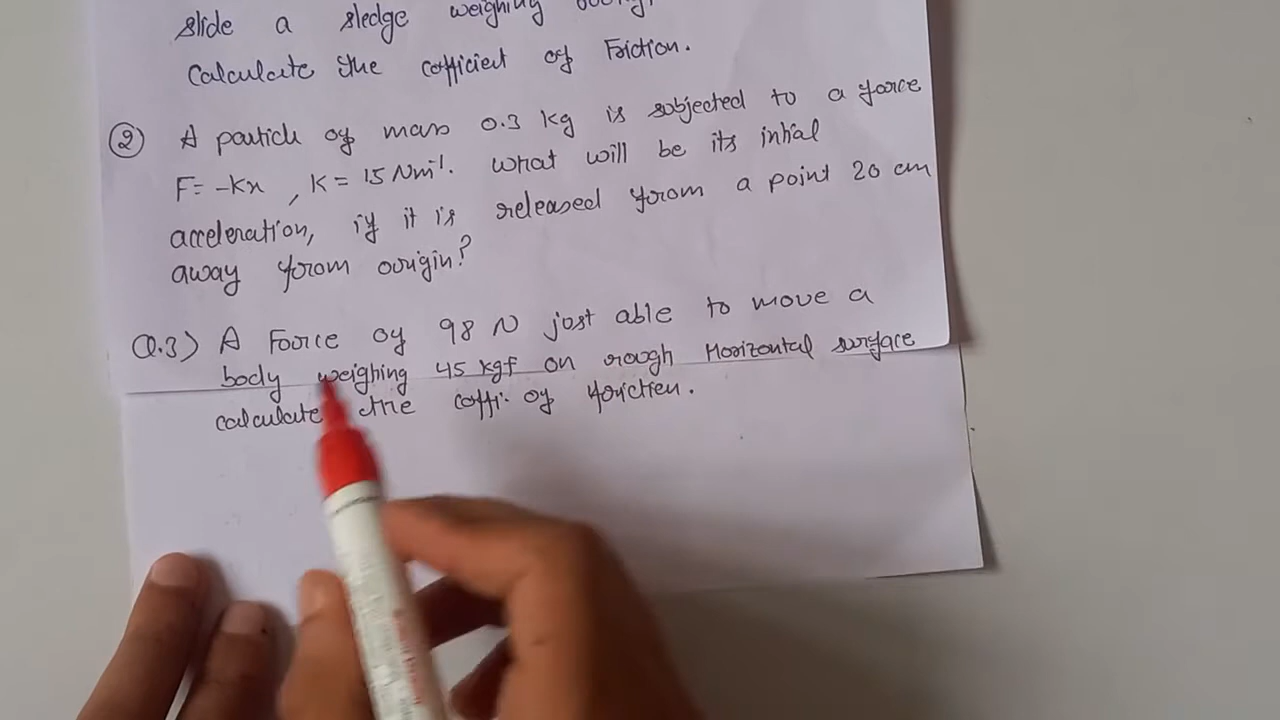 slide a sledge weighing
Calculate the cofficient of Friction.
② A particle of mass 0.3 kg is subjected to a force
F = -Kx , K = 15 Nm⁻¹. What will be its initial
acceleration, if it is released from a point 20 cm
away from origin?
Q.3) A Force of 98 N just able to move a
body weighing 45 kgf on rough Horizontal surface
calculate the coffi. of friction.